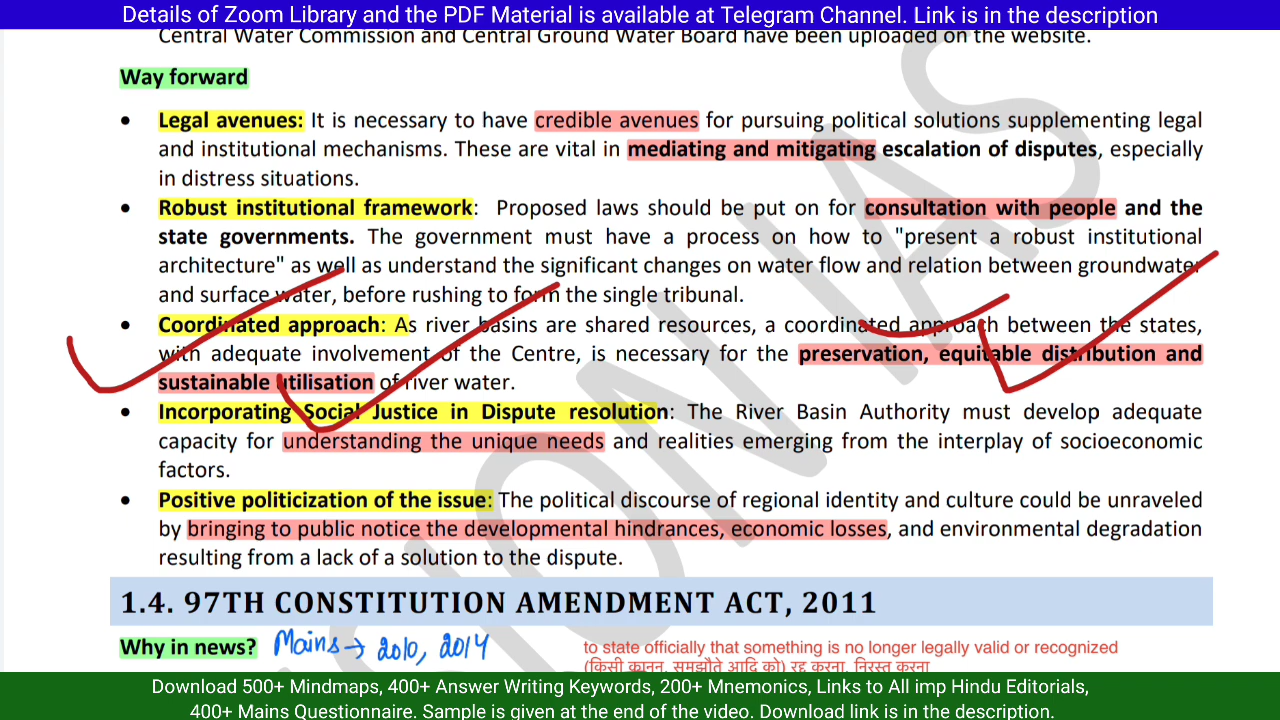 Details of Zoom Library and the PDF Material is available at Telegram Channel. Link is in the description
Central Water Commission and Central Ground Water Board have been uploaded on the website.
Way forward
• Legal avenues: It is necessary to have credible avenues for pursuing political solutions supplementing legal
and institutional mechanisms. These are vital in mediating and mitigating escalation of disputes, especially
in distress situations.
• Robust institutional framework: Proposed laws should be put on for consultation with people and the
state governments. The government must have a process on how to "present a robust institutional
architecture" as well as understand the significant changes on water flow and relation between groundwater
and surface water, before rushing to form the single tribunal.
• Coordinated approach: As river basins are shared resources, a coordinated approach between the states,
with adequate involvement of the Centre, is necessary for the preservation, equitable distribution and
sustainable utilisation of river water.
• Incorporating Social Justice in Dispute resolution: The River Basin Authority must develop adequate
capacity for understanding the unique needs and realities emerging from the interplay of socioeconomic
factors.
• Positive politicization of the issue: The political discourse of regional identity and culture could be unraveled
by bringing to public notice the developmental hindrances, economic losses, and environmental degradation
resulting from a lack of a solution to the dispute.
1.4. 97TH CONSTITUTION AMENDMENT ACT, 2011
Why in news? Mains → 2010, 2014
to state officially that something is no longer legally valid or recognized
(किसी कानून, समझौते आदि को) रद्द करना, निरस्त करना
Download 500+ Mindmaps, 400+ Answer Writing Keywords, 200+ Mnemonics, Links to All imp Hindu Editorials,
400+ Mains Questionnaire. Sample is given at the end of the video. Download link is in the description.